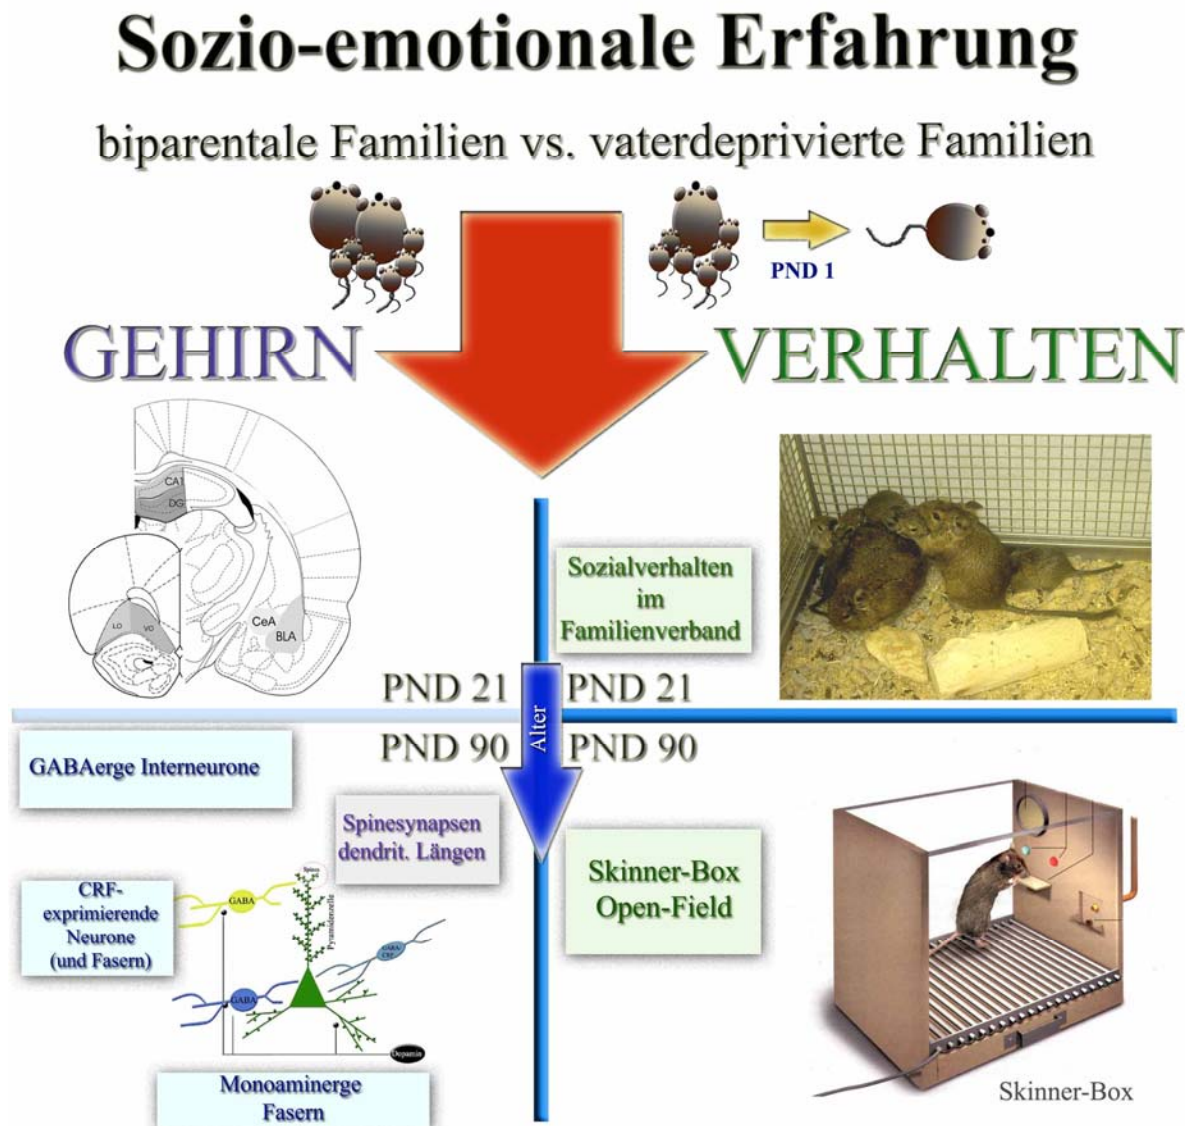 Sozio-emotionale Erfahrung
biparentale Familien vs. vaterdeprivierte Familien
PND 1
GEHIRN
VERHALTEN
CA1
DG
LO
VO
CeA
BLA
Sozialverhalten
im
Familienverband
PND 21
PND 21
Alter
PND 90
PND 90
GABAerge Interneurone
Spinesynapsen
dendrit. Längen
CRF-
exprimierende
Neurone
(und Fasern)
GABA
Spines
Pyramidenzelle
GABA/
CRF
GABA
Dopamin
Monoaminerge
Fasern
Skinner-Box
Open-Field
Skinner-Box